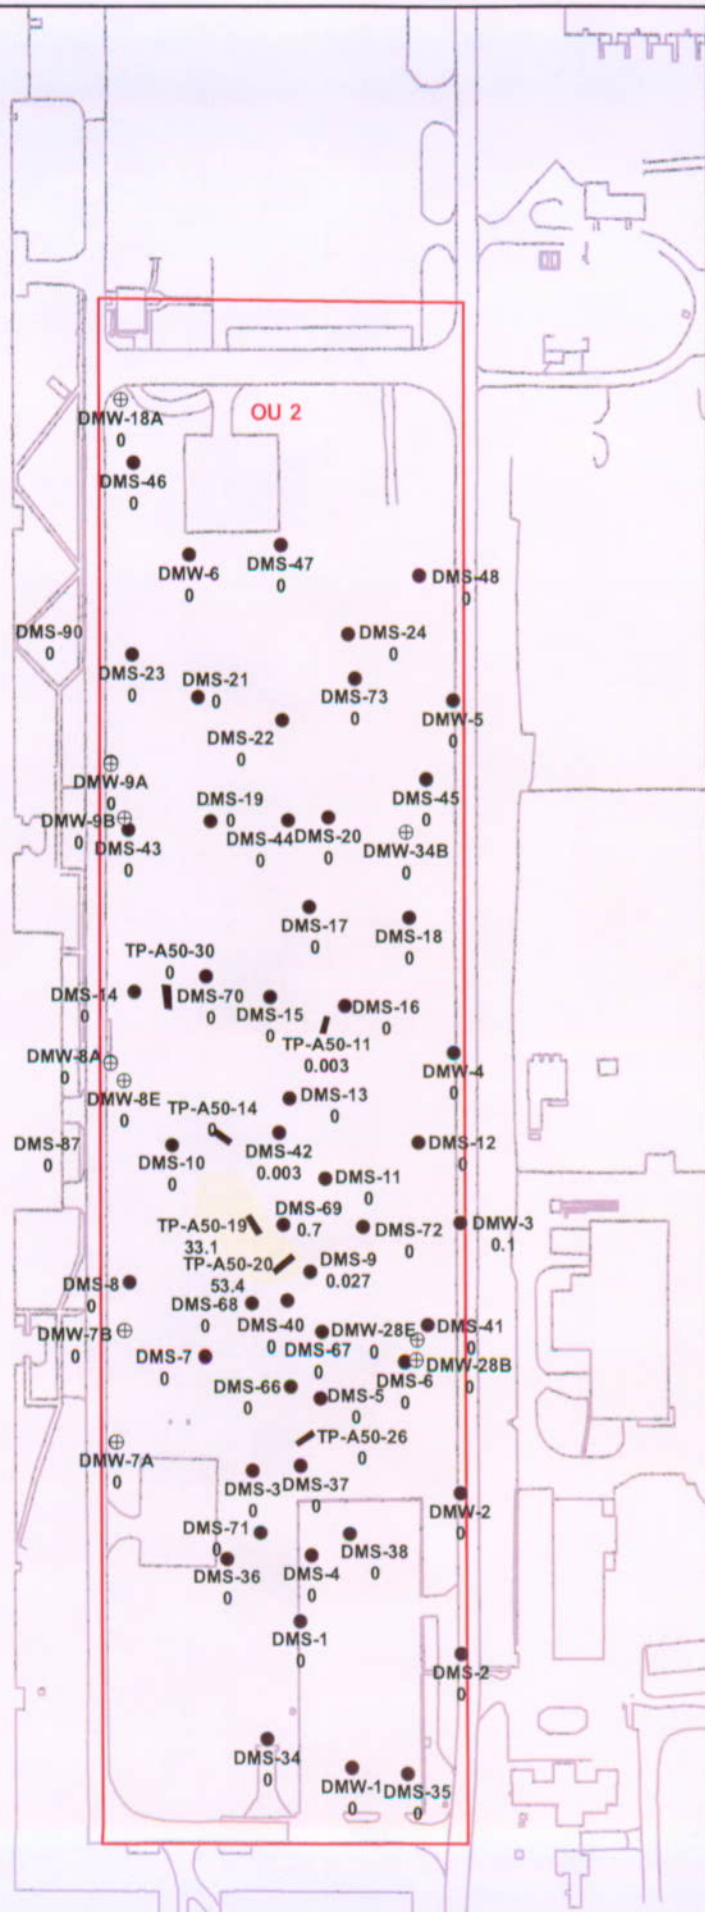 OU 2
DMW-18A
0
DMS-46
0
DMW-6
0
DMS-47
0
DMS-48
0
DMS-90
0
DMS-24
0
DMS-23
0
DMS-21
0
DMS-73
0
DMS-22
0
DMW-5
0
DMW-9A
0
DMS-45
0
DMW-9B
0
DMS-43
0
DMS-19
0
DMS-44
0
DMS-20
0
DMW-34B
0
DMS-17
0
DMS-18
0
TP-A50-30
0
DMS-14
0
DMS-70
0
DMS-15
0
DMS-16
0
TP-A50-11
0.003
DMW-8A
0
DMW-4
0
DMW-8E
0
DMS-13
0
TP-A50-14
0
DMS-87
0
DMS-10
0
DMS-42
0.003
DMS-12
0
DMS-11
0
DMS-69
0.7
TP-A50-19
33.1
DMS-72
0
DMW-3
0.1
TP-A50-20
53.4
DMS-9
0.027
DMS-8
0
DMS-68
0
DMS-40
0
DMW-7B
0
DMS-67
0
DMW-28E
0
DMS-41
0
DMS-7
0
DMS-6
0
DMW-28B
0
DMS-66
0
DMS-5
0
TP-A50-26
0
DMW-7A
0
DMS-3
0
DMS-37
0
DMW-2
0
DMS-71
0
DMS-36
0
DMS-4
0
DMS-38
0
DMS-1
0
DMS-2
0
DMS-34
0
DMW-1
0
DMS-35
0